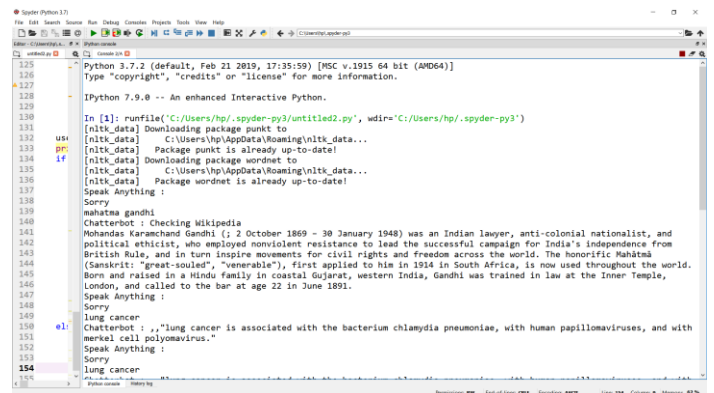 Spyder (Python 3.7)
File Edit Search Source Run Debug Consoles Projects Tools View Help
C:\Users\hp\.spyder-py3
IPython console
untitled2.py
Console 1/A
125
126
127
128
129
130
131
132 use
133 pri
134 if
135
136
137
138
139
140
141
142
143
144
145
146
147
148
149
150 els
151
152
153
154
155
Python 3.7.2 (default, Feb 21 2019, 17:35:59) [MSC v.1915 64 bit (AMD64)]
Type "copyright", "credits" or "license" for more information.
IPython 7.9.0 -- An enhanced Interactive Python.
In [1]: runfile('C:/Users/hp/.spyder-py3/untitled2.py', wdir='C:/Users/hp/.spyder-py3')
[nltk_data] Downloading package punkt to
[nltk_data] C:\Users\hp\AppData\Roaming\nltk_data...
[nltk_data] Package punkt is already up-to-date!
[nltk_data] Downloading package wordnet to
[nltk_data] C:\Users\hp\AppData\Roaming\nltk_data...
[nltk_data] Package wordnet is already up-to-date!
Speak Anything :
Sorry
mahatma gandhi
Chatterbot : Checking Wikipedia
Mohandas Karamchand Gandhi (; 2 October 1869 – 30 January 1948) was an Indian lawyer, anti-colonial nationalist, and
political ethicist, who employed nonviolent resistance to lead the successful campaign for India's independence from
British Rule, and in turn inspire movements for civil rights and freedom across the world. The honorific Mahātmā
(Sanskrit: "great-souled", "venerable"), first applied to him in 1914 in South Africa, is now used throughout the world.
Born and raised in a Hindu family in coastal Gujarat, western India, Gandhi was trained in law at the Inner Temple,
London, and called to the bar at age 22 in June 1891.
Speak Anything :
Sorry
lung cancer
Chatterbot : ,,"lung cancer is associated with the bacterium chlamydia pneumoniae, with human papillomaviruses, and with
merkel cell polyomavirus."
Speak Anything :
Sorry
lung cancer
IPython console History log